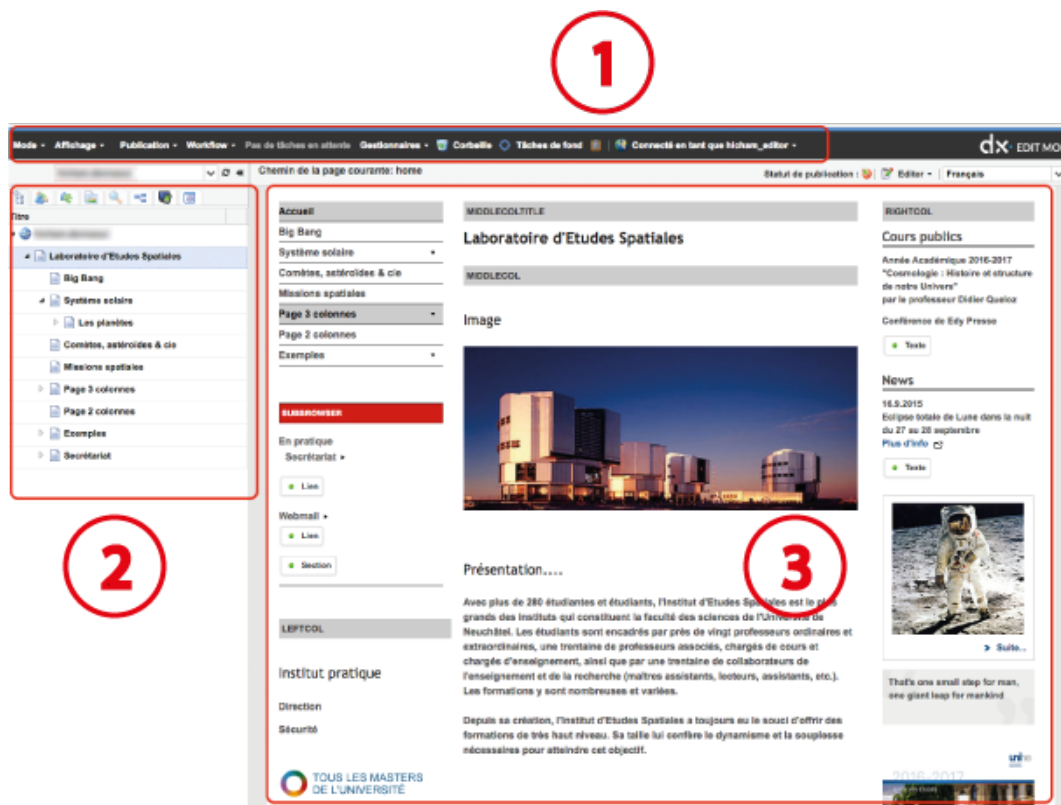 1
Mode Affichage Publication Workflow Pas de tâches en attente Gestionnaires Corbeille Tâches de fond Connecté en tant que hicham_editor dx EDIT MO
Chemin de la page courante: home Statut de publication : Editer Français
Titre
Laboratoire d'Etudes Spatiales
Big Bang
Système solaire
Les planètes
Comètes, astéroïdes & cie
Missions spatiales
Page 3 colonnes
Page 2 colonnes
Exemples
Secrétariat
2
Accueil
Big Bang
Système solaire
Comètes, astéroïdes & cie
Missions spatiales
Page 3 colonnes
Page 2 colonnes
Exemples
SUBBROWSER
En pratique
Secrétariat
Lien
Webmail
Lien
Section
LEFTCOL
Institut pratique
Direction
Sécurité
TOUS LES MASTERS
DE L'UNIVERSITÉ
MIDDLECOLTITLE
Laboratoire d'Etudes Spatiales
MIDDLECOL
Image
Présentation....
3
Avec plus de 280 étudiantes et étudiants, l'Institut d'Etudes Spatiales est le plus
grands des instituts qui constituent la faculté des sciences de l'Université de
Neuchâtel. Les étudiants sont encadrés par près de vingt professeurs ordinaires et
extraordinaires, une trentaine de professeurs associés, chargés de cours et
chargés d'enseignement, ainsi que par une trentaine de collaborateurs de
l'enseignement et de la recherche (maîtres assistants, lecteurs, assistants, etc.).
Les formations y sont nombreuses et variées.
Depuis sa création, l'Institut d'Etudes Spatiales a toujours eu le souci d'offrir des
formations de très haut niveau. Sa taille lui confère le dynamisme et la souplesse
nécessaires pour atteindre cet objectif.
RIGHTCOL
Cours publics
Année Académique 2016-2017
"Cosmologie : Histoire et structure
de notre Univers"
par le professeur Didier Queloz
Conférence de Edy Presse
Texte
News
16.9.2015
Eclipse totale de Lune dans la nuit
du 27 au 28 septembre
Plus d'info
Texte
Suite...
That's one small step for man,
one giant leap for mankind
unine
2016-2017